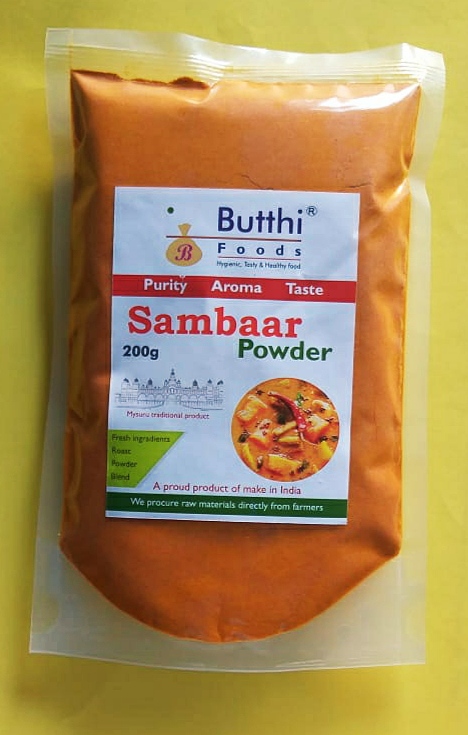 Butthi®
Foods
Hygienic, Tasty & Healthy food
B
Purity Aroma Taste
Sambaar
Powder
200g
Mysuru traditional product
Fresh ingredients
Roast
Powder
Blend
A proud product of make in India
We procure raw materials directly from farmers